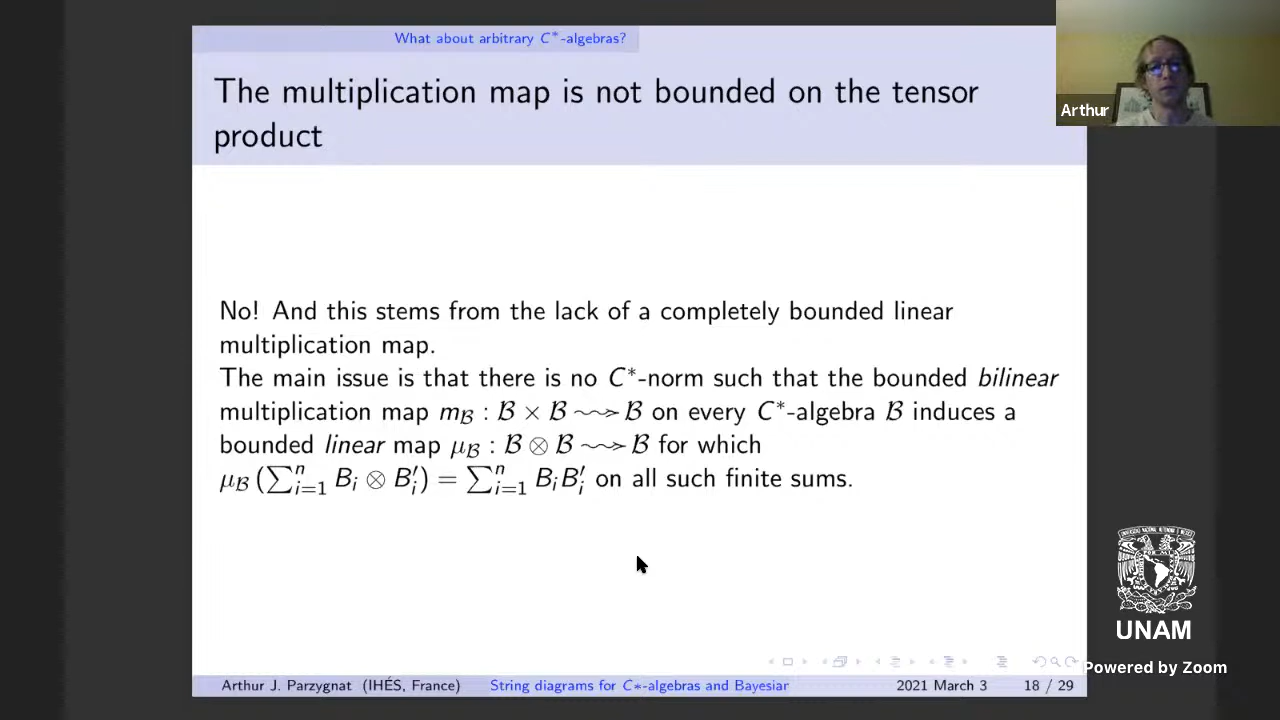 What about arbitrary C*-algebras?
The multiplication map is not bounded on the tensor
product
Arthur
No! And this stems from the lack of a completely bounded linear
multiplication map.
The main issue is that there is no C*-norm such that the bounded bilinear
multiplication map m_ℬ : ℬ × ℬ ⇝ ℬ on every C*-algebra ℬ induces a
bounded linear map μ_ℬ : ℬ ⊗ ℬ ⇝ ℬ for which
μ_ℬ (∑ⁿᵢ₌₁ Bᵢ ⊗ B′ᵢ) = ∑ⁿᵢ₌₁ BᵢB′ᵢ on all such finite sums.
UNAM
Powered by Zoom
Arthur J. Parzygnat (IHÉS, France) String diagrams for C∗-algebras and Bayesiar 2021 March 3 18 / 29